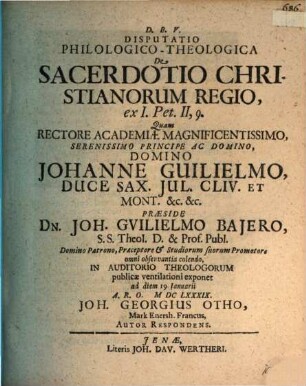 D. B. V.
DISPUTATIO
PHILOLOGICO-THEOLOGICA
De
SACERDOTIO CHRI-
STIANORUM REGIO,
ex I. Pet. II, 9.
Quam
RECTORE ACADEMIÆ MAGNIFICENTISSIMO,
SERENISSIMO PRINCIPE AC DOMINO,
DOMINO
JOHANNE GUILIELMO,
DUCE SAX. JUL. CLIV. ET
MONT. &c. &c.
PRÆSIDE
DN. JOH. GVILIELMO BAJERO,
S. S. Theol. D. & Prof. Publ.
Domino Patrono, Præceptore & Studiorum suorum Promotore
omni observantia colendo,
IN AUDITORIO THEOLOGORUM
publicæ ventilationi exponet
ad diem 19 Januarii
A. R. O. M DC LXXXIX.
JOH. GEORGIUS OTHO,
Mark Enersh. Francus,
AUTOR RESPONDENS.
JENÆ,
Literis JOH. DAV. WERTHERI.